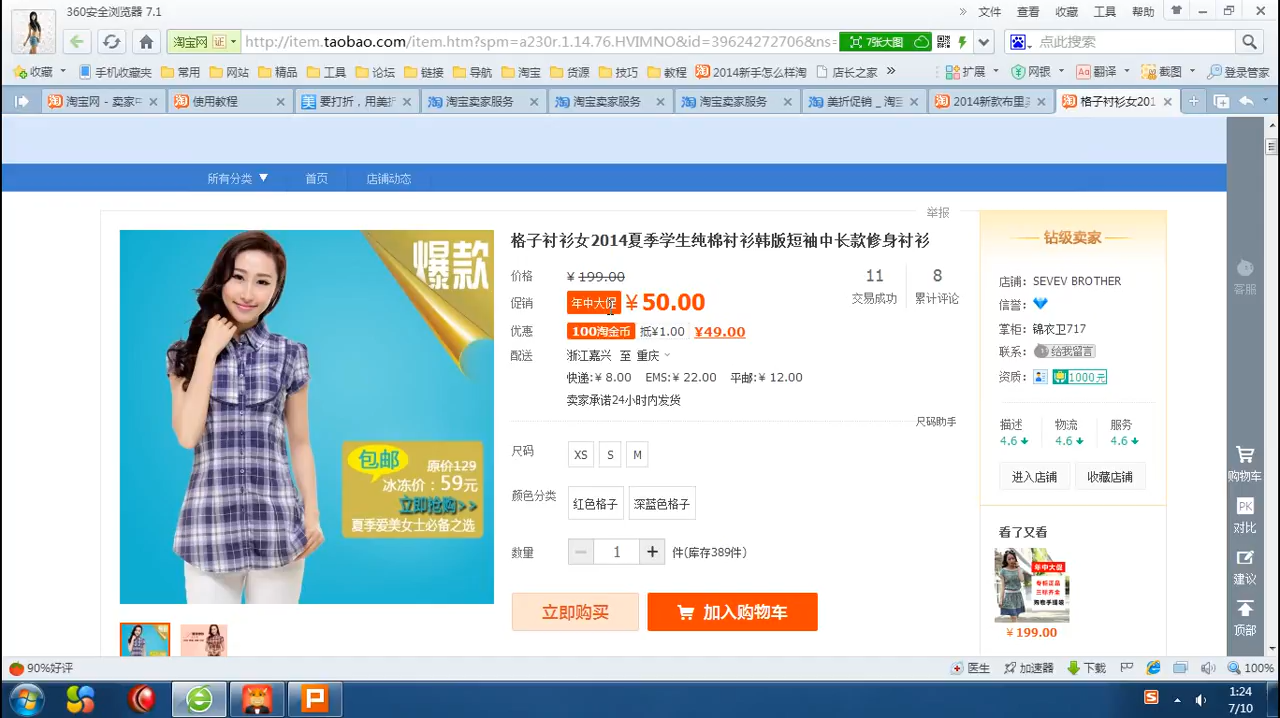 360安全浏览器 7.1
» 文件 查看 收藏 工具 帮助
淘宝网 证 http://item.taobao.com/item.htm?spm=a230r.1.14.76.HVIMNO&id=39624272706&ns= 7张大图 点此搜索
收藏 手机收藏夹 常用 网站 精品 工具 论坛 链接 导航 淘宝 货源 技巧 教程 2014新手怎么样淘 店长之家 » 扩展 网银 翻译 截图 登录管家
淘宝网 - 卖家中 使用教程 要打折，用美折 淘宝卖家服务 淘宝卖家服务 淘宝卖家服务 美折促销 _ 淘宝 2014新款布里 格子衬衫女201
所有分类 首页 店铺动态
举报
格子衬衫女2014夏季学生纯棉衬衫韩版短袖中长款修身衬衫
价格 ¥ 199.00
促销 年中大促 ¥ 50.00
优惠 100淘金币 抵¥1.00 ¥49.00
配送 浙江嘉兴 至 重庆
快递:¥ 8.00 EMS:¥ 22.00 平邮:¥ 12.00
卖家承诺24小时内发货
11 8
交易成功 累计评论
尺码助手
尺码 XS S M
颜色分类 红色格子 深蓝色格子
数量 1 件(库存389件)
立即购买 加入购物车
爆款
包邮 原价129
冰冻价：59元
立即抢购>>
夏季爱美女士必备之选
钻级卖家
店铺: SEVEV BROTHER
信誉:
掌柜: 锦衣卫717
联系: 给我留言
资质: 1000元
描述 物流 服务
4.6 4.6 4.6
进入店铺 收藏店铺
看了又看
年中大促
专柜正品
三标齐全
购物手提袋
¥ 199.00
客服
购物车
PK
对比
建议
顶部
90%好评 医生 加速器 下载 100%
1:24
7/10